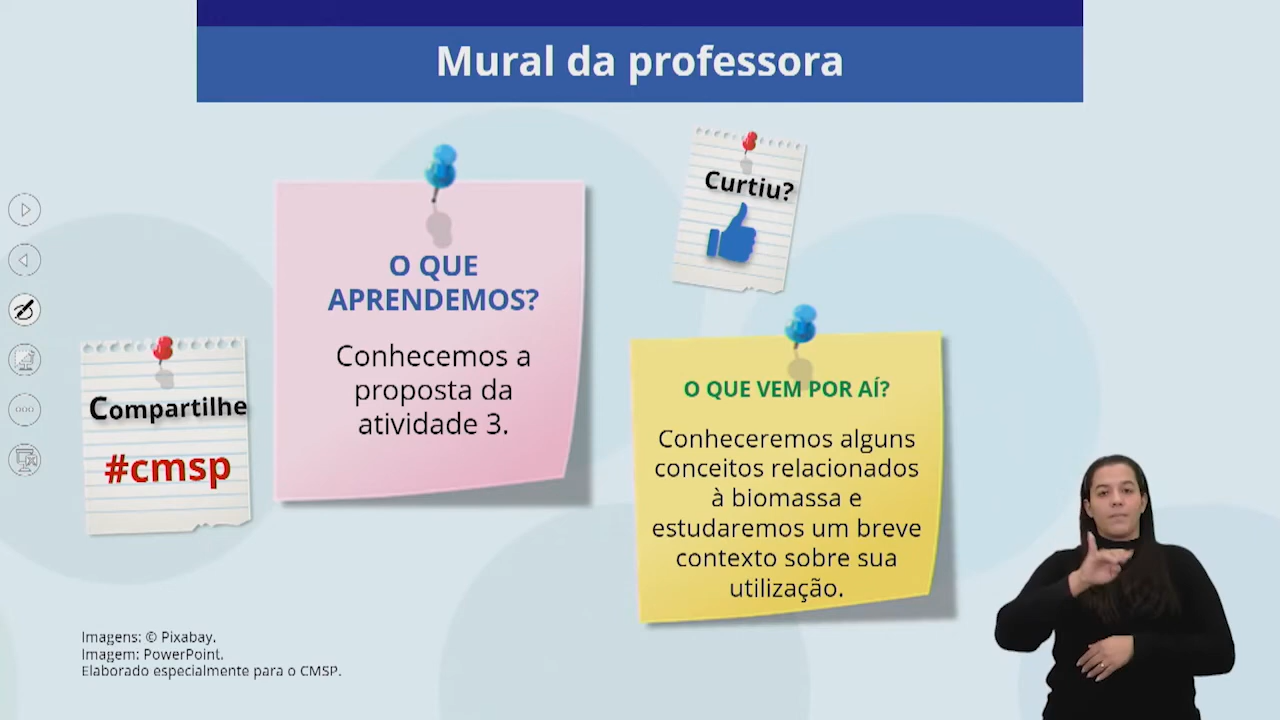 Mural da professora
Curtiu?
O QUE
APRENDEMOS?
Conhecemos a
proposta da
atividade 3.
Compartilhe
#cmsp
O QUE VEM POR AÍ?
Conheceremos alguns
conceitos relacionados
à biomassa e
estudaremos um breve
contexto sobre sua
utilização.
Imagens: © Pixabay.
Imagem: PowerPoint.
Elaborado especialmente para o CMSP.